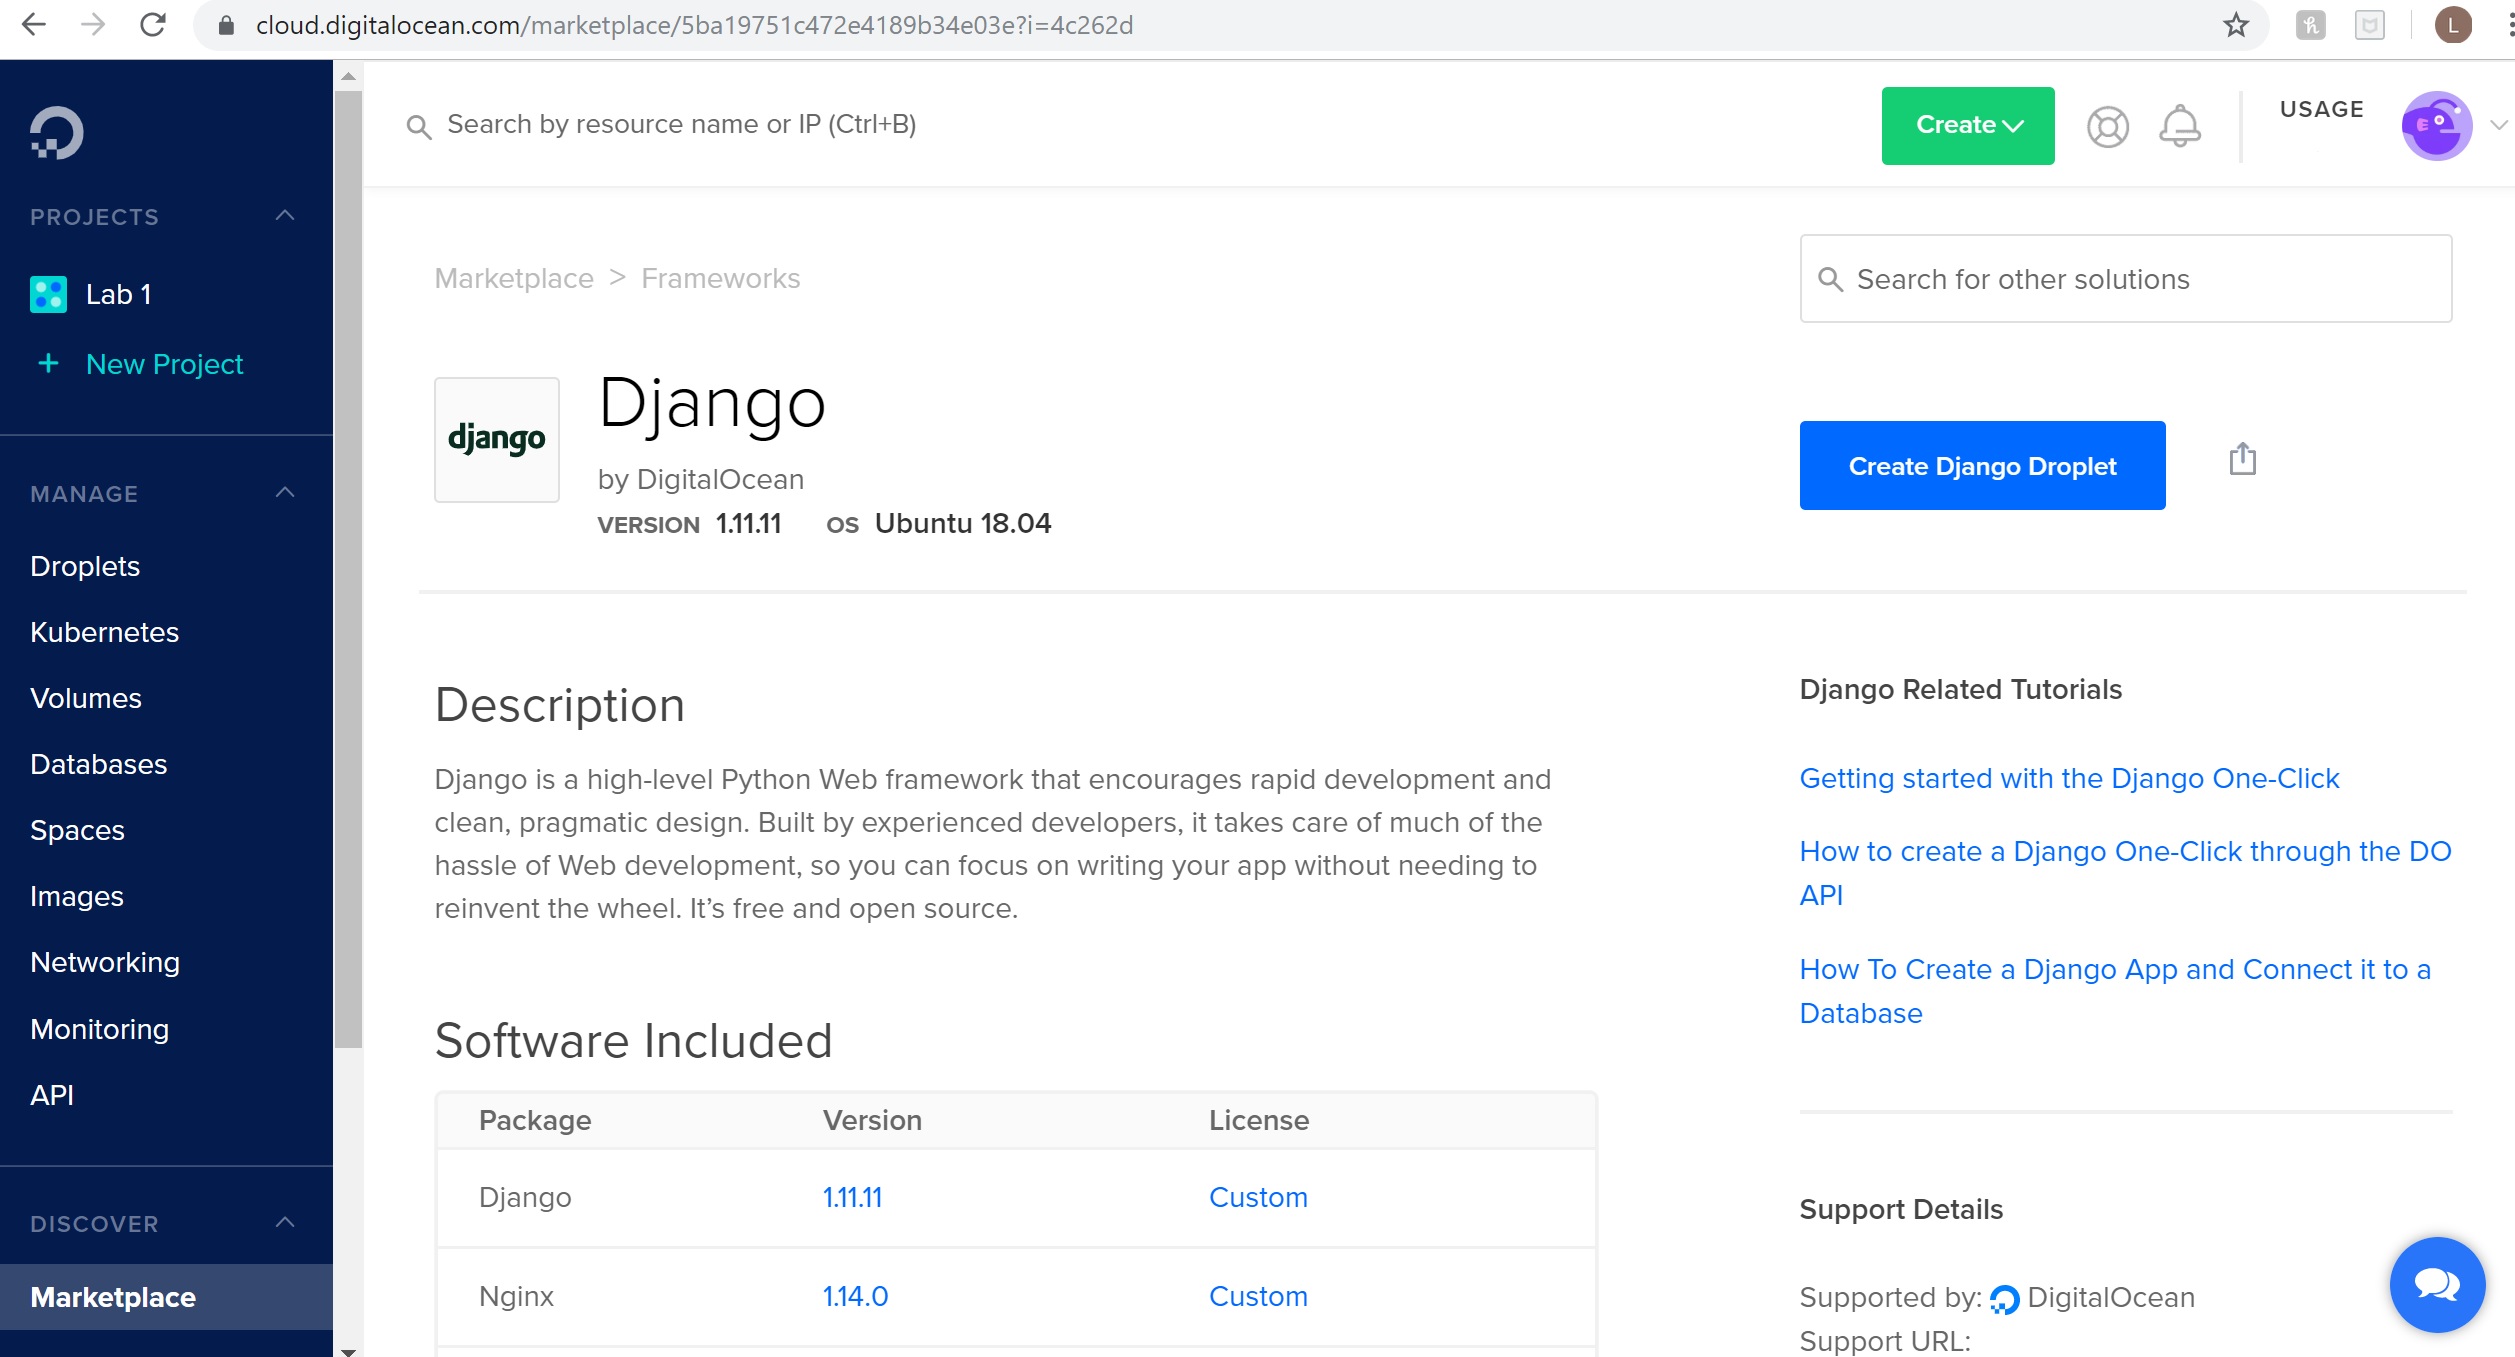 cloud.digitalocean.com/marketplace/5ba19751c472e4189b34e03e?i=4c262d
L
PROJECTS
Lab 1
+ New Project
MANAGE
Droplets
Kubernetes
Volumes
Databases
Spaces
Images
Networking
Monitoring
API
DISCOVER
Marketplace
Search by resource name or IP (Ctrl+B)
Create
USAGE
Marketplace > Frameworks
Search for other solutions
django
Django
by DigitalOcean
VERSION 1.11.11 OS Ubuntu 18.04
Create Django Droplet
Description
Django is a high-level Python Web framework that encourages rapid development and
clean, pragmatic design. Built by experienced developers, it takes care of much of the
hassle of Web development, so you can focus on writing your app without needing to
reinvent the wheel. It’s free and open source.
Software Included
Package Version License
Django 1.11.11 Custom
Nginx 1.14.0 Custom
Django Related Tutorials
Getting started with the Django One-Click
How to create a Django One-Click through the DO
API
How To Create a Django App and Connect it to a
Database
Support Details
Supported by: DigitalOcean
Support URL: